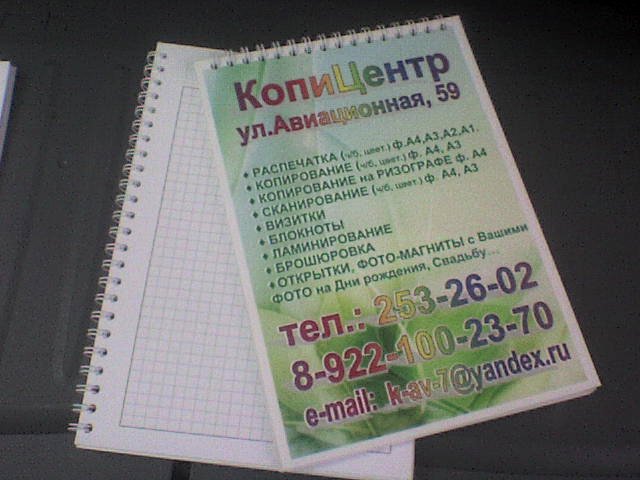 КопиЦентр
ул.Авиационная, 59
• РАСПЕЧАТКА (ч/б, цвет.) ф.А4,А3,А2,А1.
• КОПИРОВАНИЕ (ч/б, цвет.) ф. А4, А3
• КОПИРОВАНИЕ на РИЗОГРАФЕ ф. А4
• СКАНИРОВАНИЕ (ч/б, цвет.) ф. А4, А3
• ВИЗИТКИ
• БЛОКНОТЫ
• ЛАМИНИРОВАНИЕ
• БРОШЮРОВКА
• ОТКРЫТКИ, ФОТО-МАГНИТЫ с Вашими
ФОТО на Дни рождения, Свадьбу...
тел.: 253-26-02
8-922-100-23-70
e-mail: k-av-7@yandex.ru